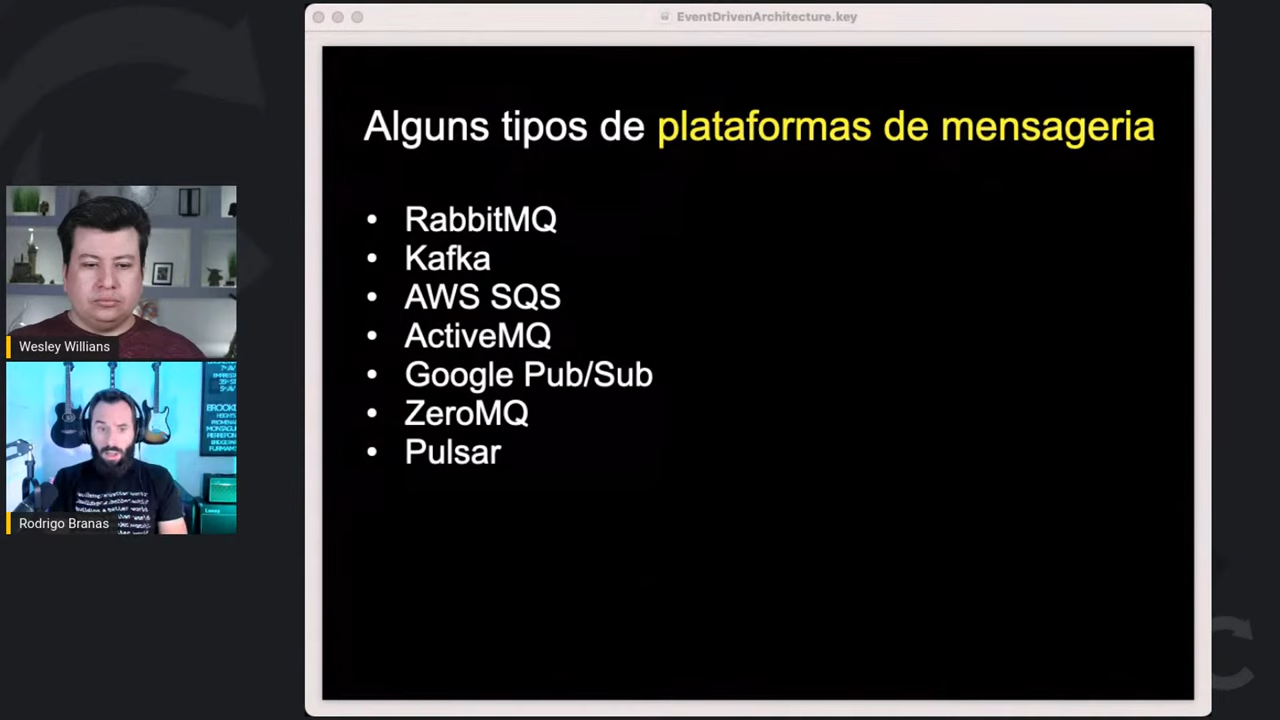 EventDrivenArchitecture.key
Alguns tipos de plataformas de mensageria
• RabbitMQ
• Kafka
• AWS SQS
• ActiveMQ
• Google Pub/Sub
• ZeroMQ
• Pulsar
Wesley Willians
Rodrigo Branas